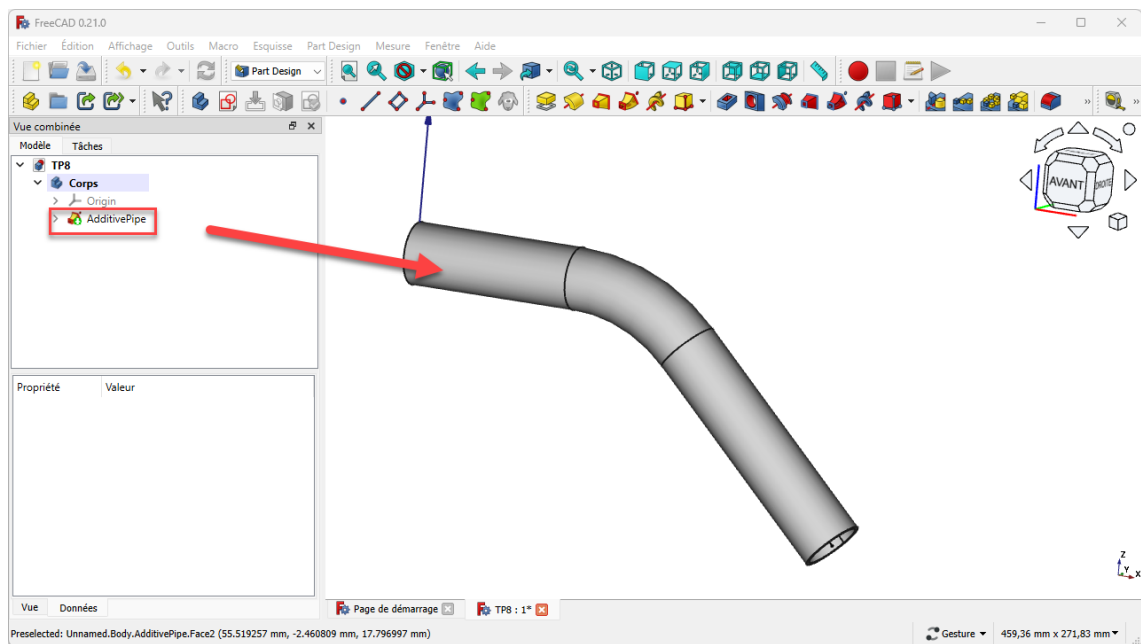 FreeCAD 0.21.0
Fichier Édition Affichage Outils Macro Esquisse Part Design Mesure Fenêtre Aide
Part Design
Vue combinée
Modèle Tâches
TP8
Corps
Origin
AdditivePipe
AVANT
DROITE
Propriété Valeur
Z
Y
X
Vue Données
Page de démarrage
TP8 : 1*
Preselected: Unnamed.Body.AdditivePipe.Face2 (55.519257 mm, -2.460809 mm, 17.796997 mm)
Gesture
459,36 mm x 271,83 mm